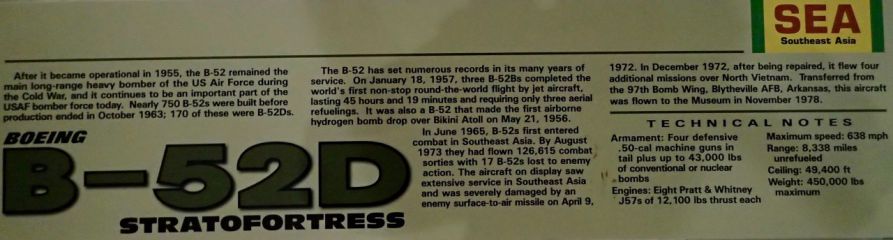 SEA
Southeast Asia
After it became operational in 1955, the B-52 remained the
main long-range heavy bomber of the US Air Force during
the Cold War, and it continues to be an important part of the
USAF bomber force today. Nearly 750 B-52s were built before
production ended in October 1963; 170 of these were B-52Ds.
BOEING
B-52D
STRATOFORTRESS
The B-52 has set numerous records in its many years of
service. On January 18, 1957, three B-52Bs completed the
world's first non-stop round-the-world flight by jet aircraft,
lasting 45 hours and 19 minutes and requiring only three aerial
refuelings. It was also a B-52 that made the first airborne
hydrogen bomb drop over Bikini Atoll on May 21, 1956.
In June 1965, B-52s first entered
combat in Southeast Asia. By August
1973 they had flown 126,615 combat
sorties with 17 B-52s lost to enemy
action. The aircraft on display saw
extensive service in Southeast Asia
and was severely damaged by an
enemy surface-to-air missile on April 9,
1972. In December 1972, after being repaired, it flew four
additional missions over North Vietnam. Transferred from
the 97th Bomb Wing, Blytheville AFB, Arkansas, this aircraft
was flown to the Museum in November 1978.
TECHNICAL NOTES
Armament: Four defensive
.50-cal machine guns in
tail plus up to 43,000 lbs
of conventional or nuclear
bombs
Engines: Eight Pratt & Whitney
J57s of 12,100 lbs thrust each
Maximum speed: 638 mph
Range: 8,338 miles
unrefueled
Ceiling: 49,400 ft
Weight: 450,000 lbs
maximum